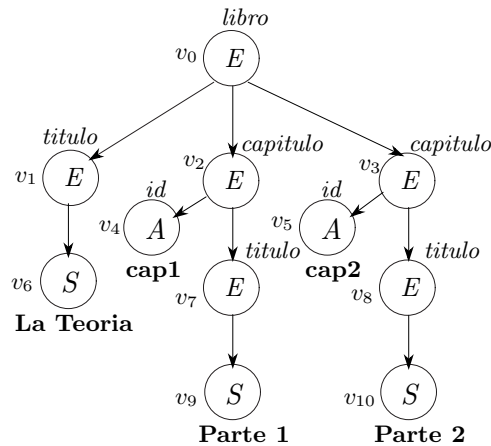 libro
v0 E
titulo capitulo capitulo
v1 E v2 E v3 E
id id
v4 A v5 A
cap1 cap2
titulo titulo
v6 S v7 E v8 E
La Teoria
v9 S v10 S
Parte 1 Parte 2